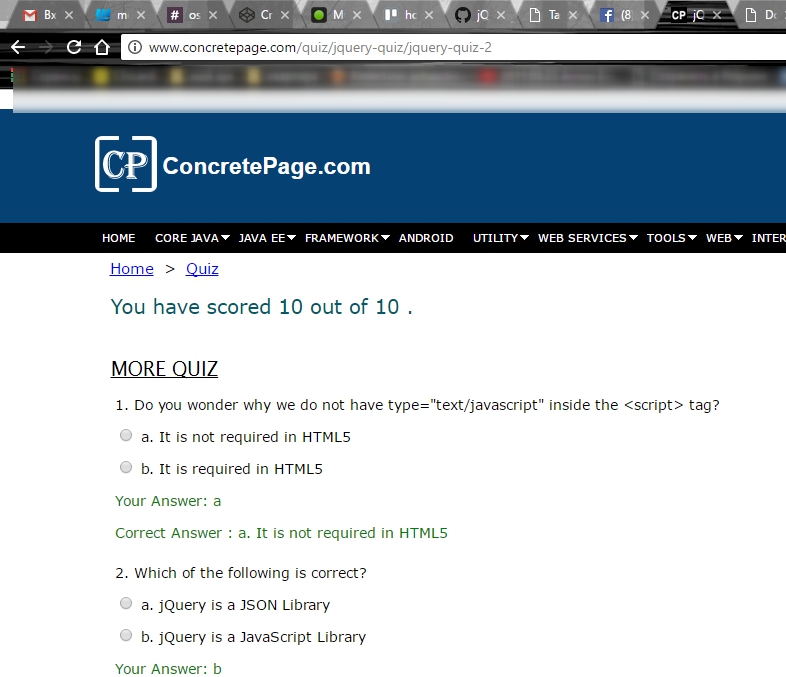 Bx
m
os
Cr
M
ho
jQ
Ta
(8
CP jQ
Do
www.concretepage.com/quiz/jquery-quiz/jquery-quiz-2
CP ConcretePage.com
HOME CORE JAVA JAVA EE FRAMEWORK ANDROID UTILITY WEB SERVICES TOOLS WEB INTER
Home > Quiz
You have scored 10 out of 10 .
MORE QUIZ
1. Do you wonder why we do not have type="text/javascript" inside the <script> tag?
a. It is not required in HTML5
b. It is required in HTML5
Your Answer: a
Correct Answer : a. It is not required in HTML5
2. Which of the following is correct?
a. jQuery is a JSON Library
b. jQuery is a JavaScript Library
Your Answer: b